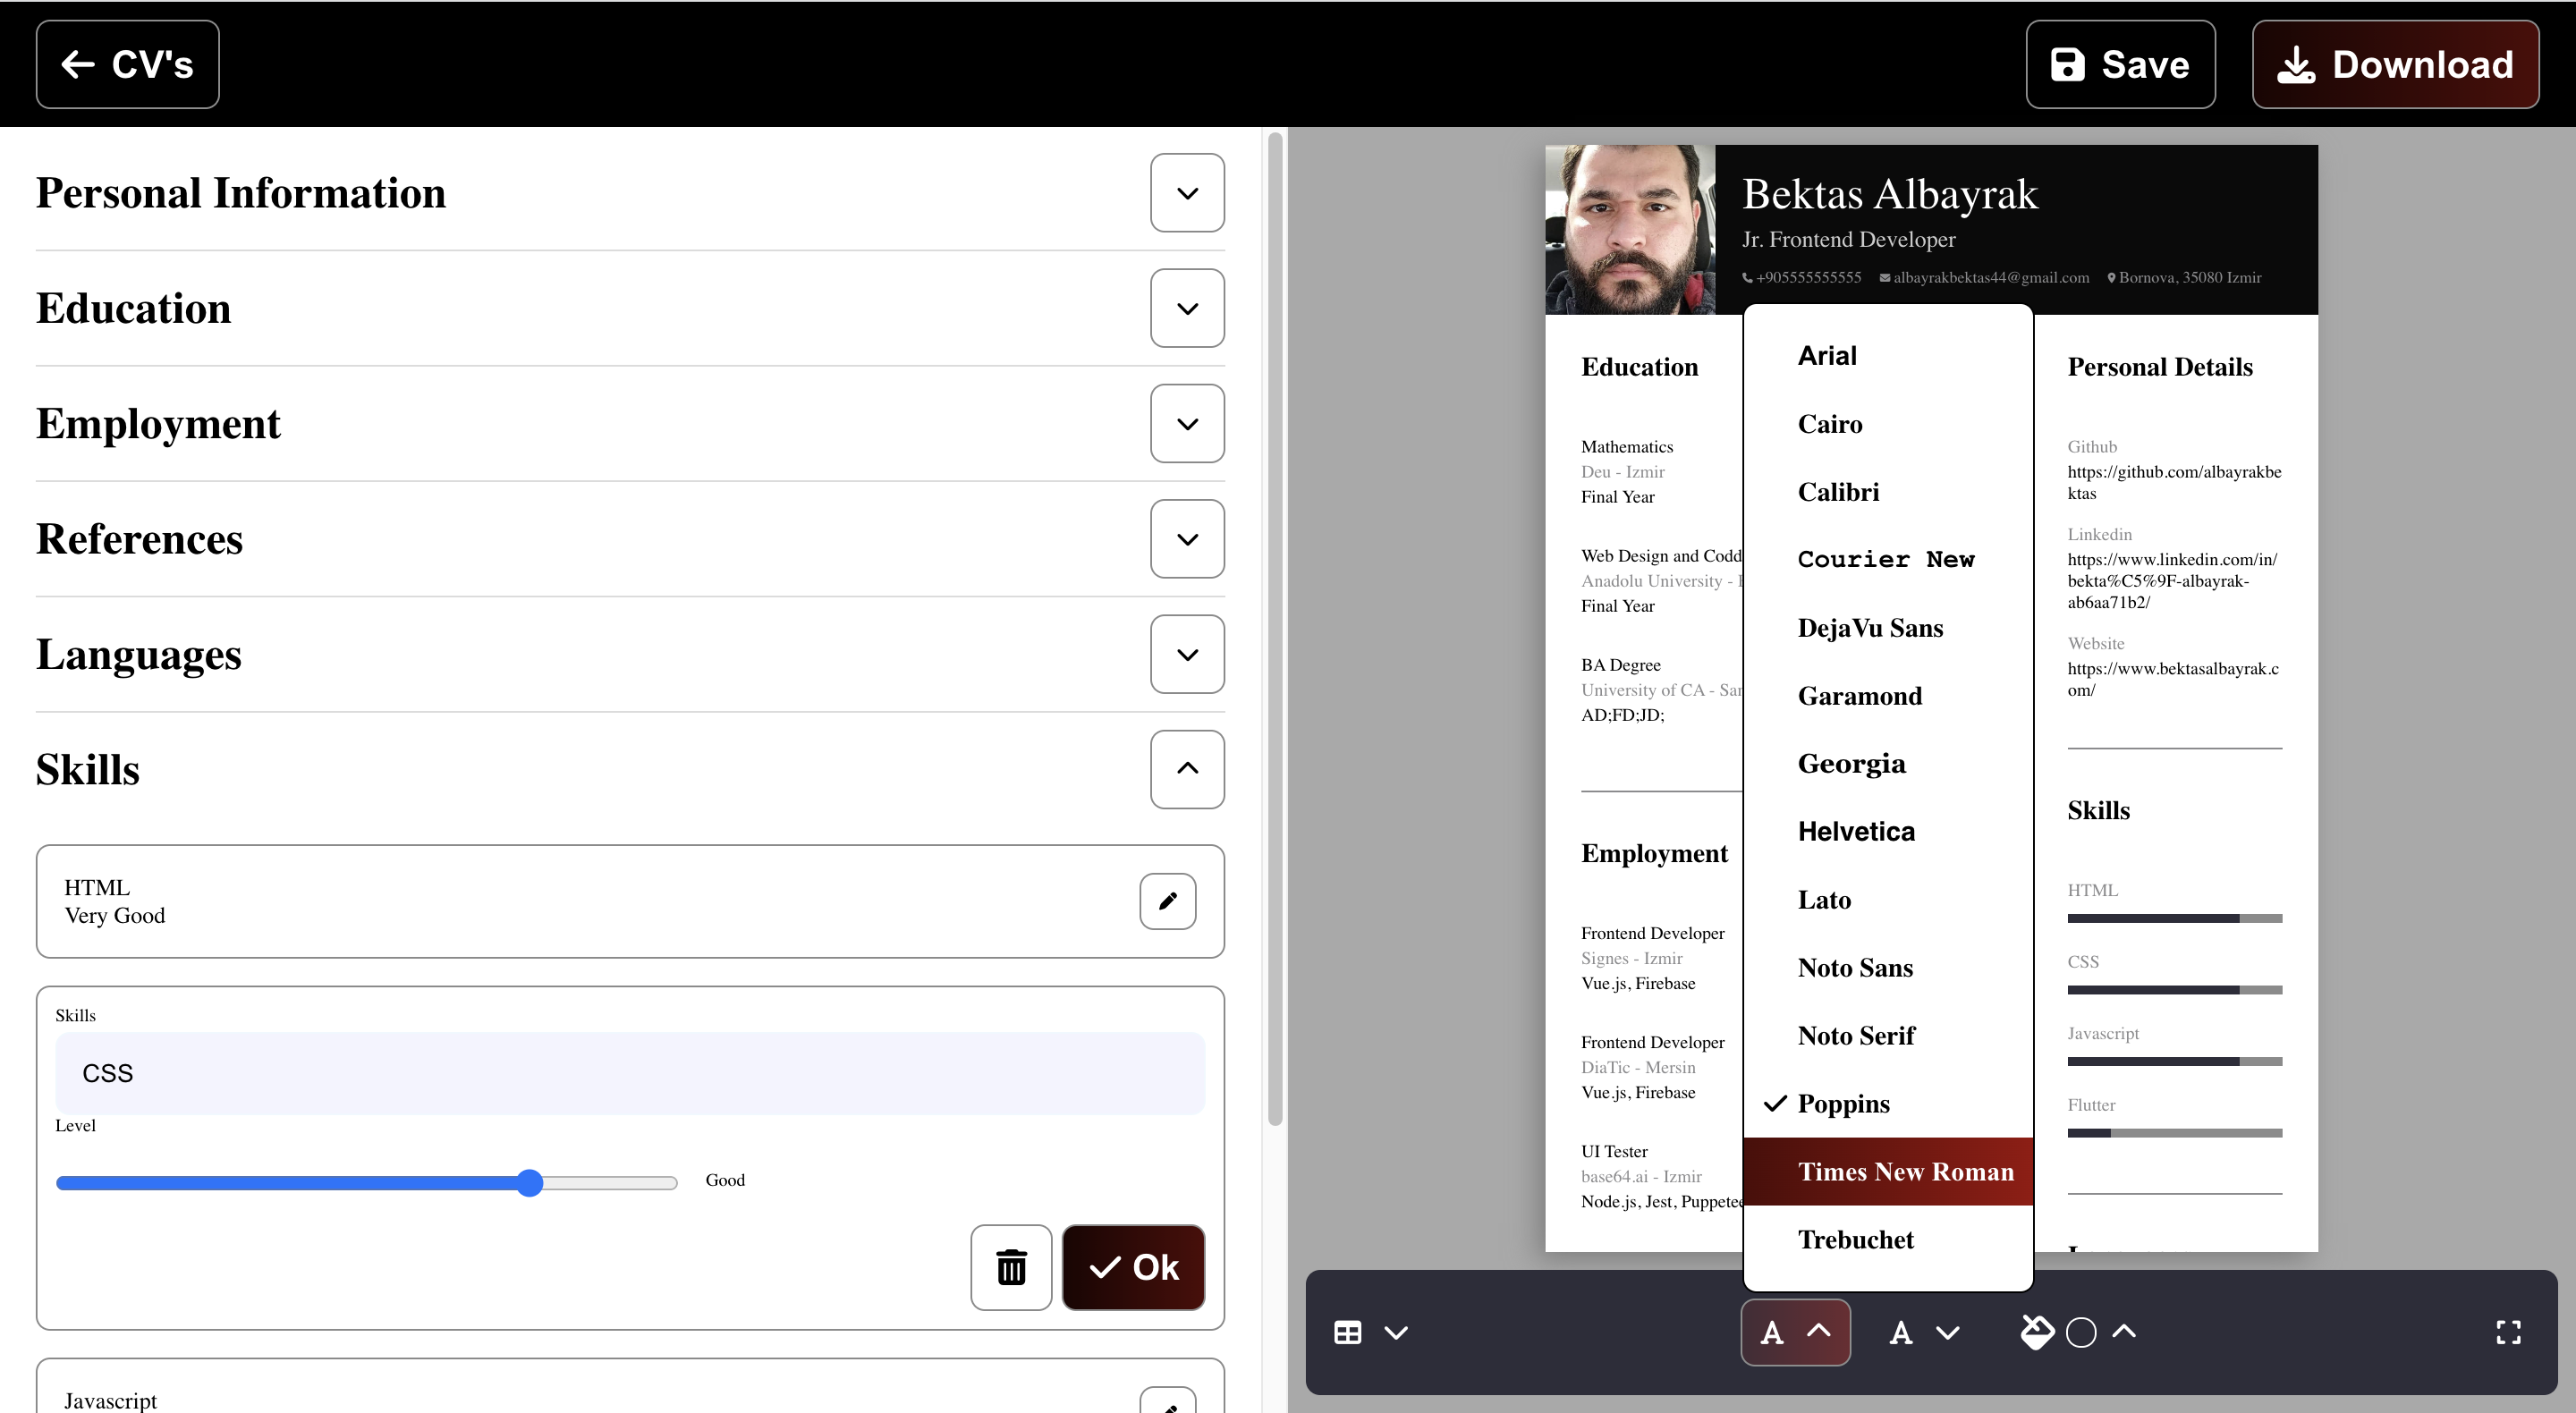 CV's
Save
Download
Personal Information
Education
Employment
References
Languages
Skills
HTML
Very Good
Skills
CSS
Level
Good
Ok
Javascript
Bektas Albayrak
Jr. Frontend Developer
+905555555555 albayrakbektas44@gmail.com Bornova, 35080 Izmir
Education
Mathematics
Deu - Izmir
Final Year
Web Design and Codd
Anadolu University -
Final Year
BA Degree
University of CA - Sar
AD;FD;JD;
Employment
Frontend Developer
Signes - Izmir
Vue.js, Firebase
Frontend Developer
DiaTic - Mersin
Vue.js, Firebase
UI Tester
base64.ai - Izmir
Node.js, Jest, Puppetee
Arial
Cairo
Calibri
Courier New
DejaVu Sans
Garamond
Georgia
Helvetica
Lato
Noto Sans
Noto Serif
Poppins
Times New Roman
Trebuchet
Personal Details
Github
https://github.com/albayrakbe
ktas
Linkedin
https://www.linkedin.com/in/
bekta%C5%9F-albayrak-
ab6aa71b2/
Website
https://www.bektasalbayrak.c
om/
Skills
HTML
CSS
Javascript
Flutter
A
A